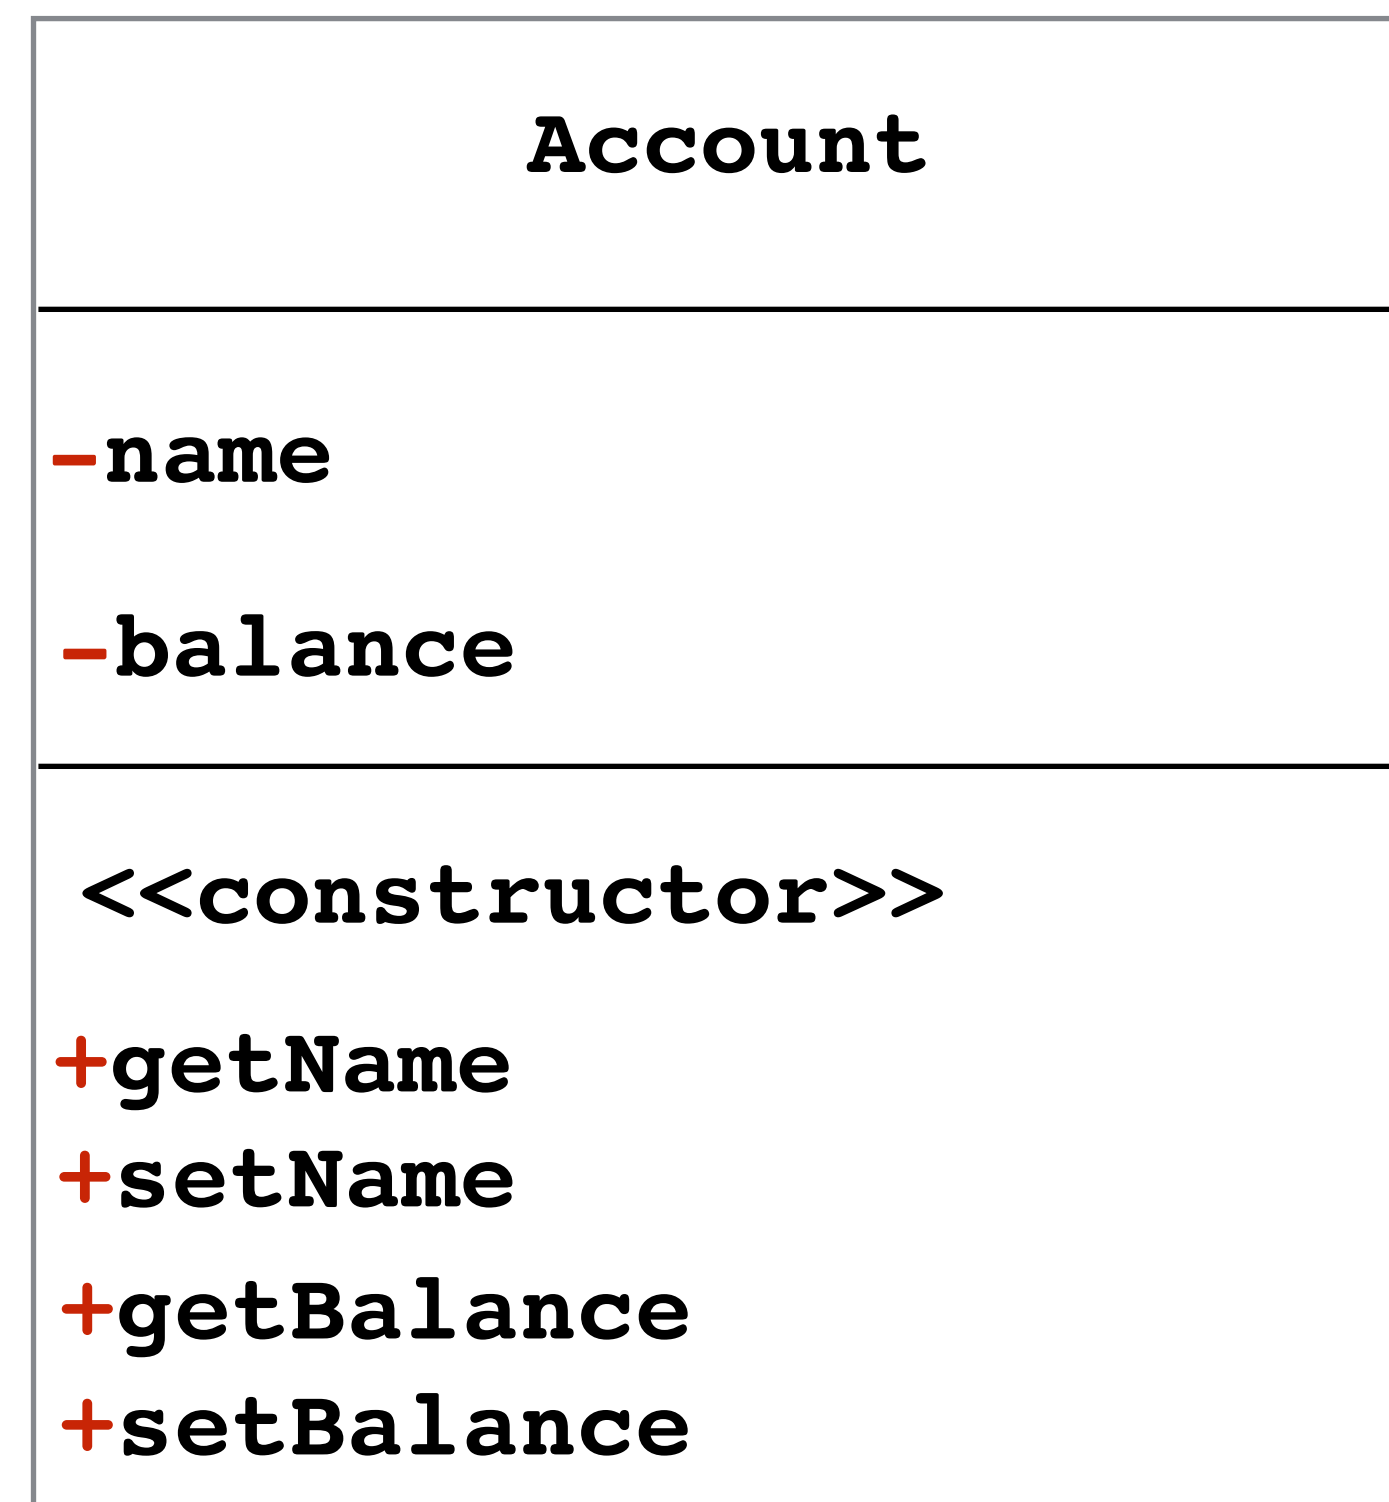 Account
-name
-balance
<<constructor>>
+getName
+setName
+getBalance
+setBalance